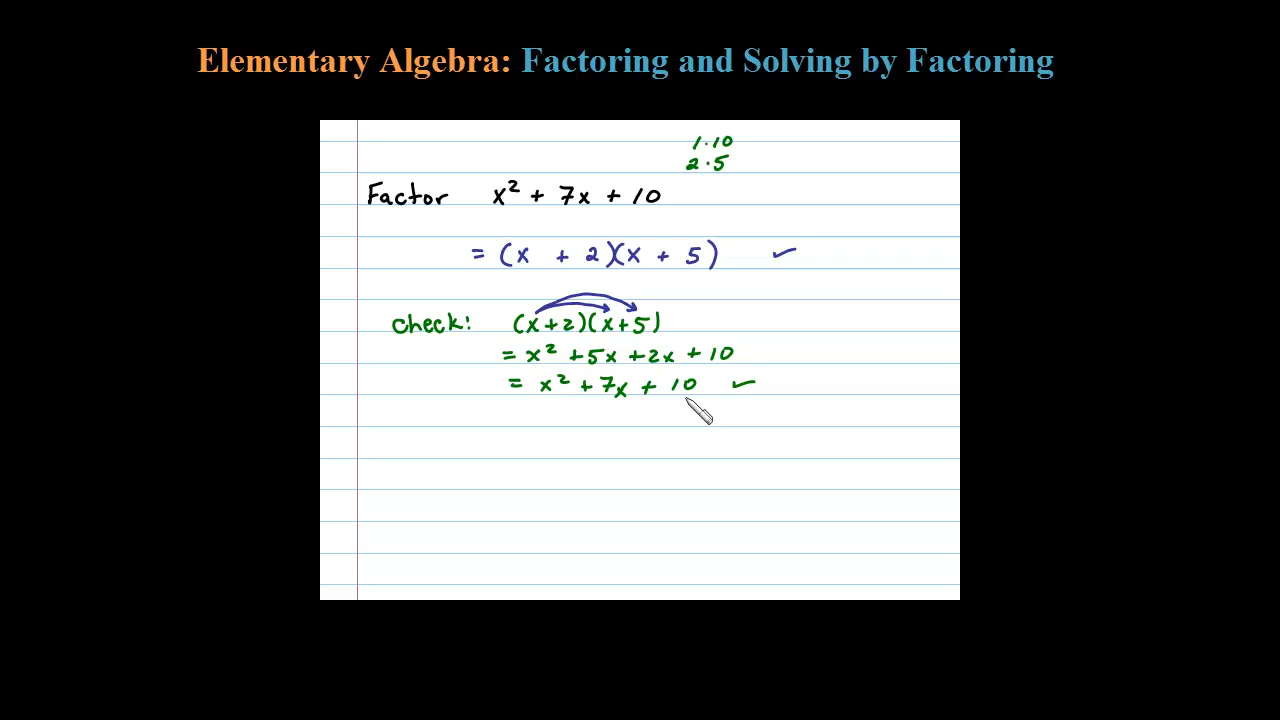 Elementary Algebra: Factoring and Solving by Factoring
1·10
2·5
Factor x² + 7x + 10
= (x + 2)(x + 5) ✓
Check: (x+2)(x+5)
= x² +5x +2x + 10
= x² + 7x + 10 ✓